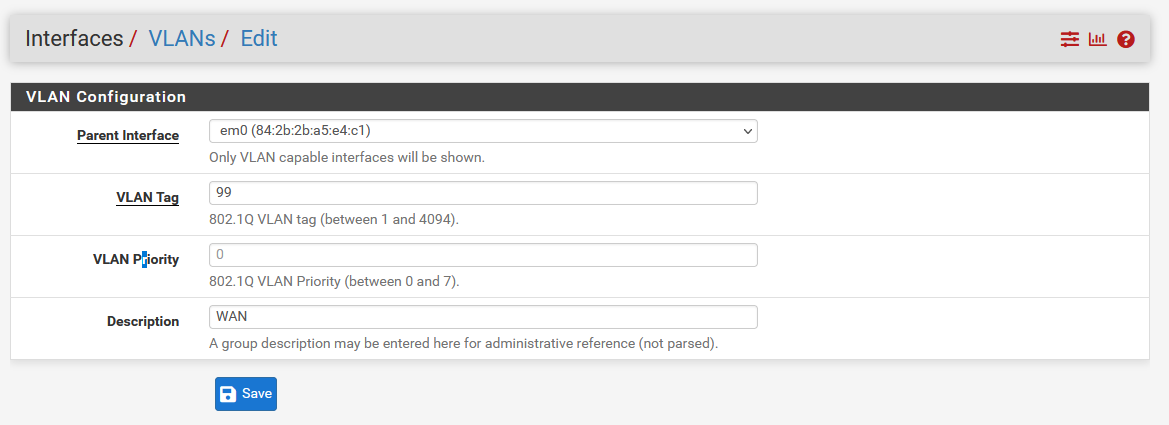 Interfaces / VLANs / Edit
VLAN Configuration
Parent Interface
em0 (84:2b:2b:a5:e4:c1)
Only VLAN capable interfaces will be shown.
VLAN Tag
99
802.1Q VLAN tag (between 1 and 4094).
VLAN Priority
0
802.1Q VLAN Priority (between 0 and 7).
Description
WAN
A group description may be entered here for administrative reference (not parsed).
Save